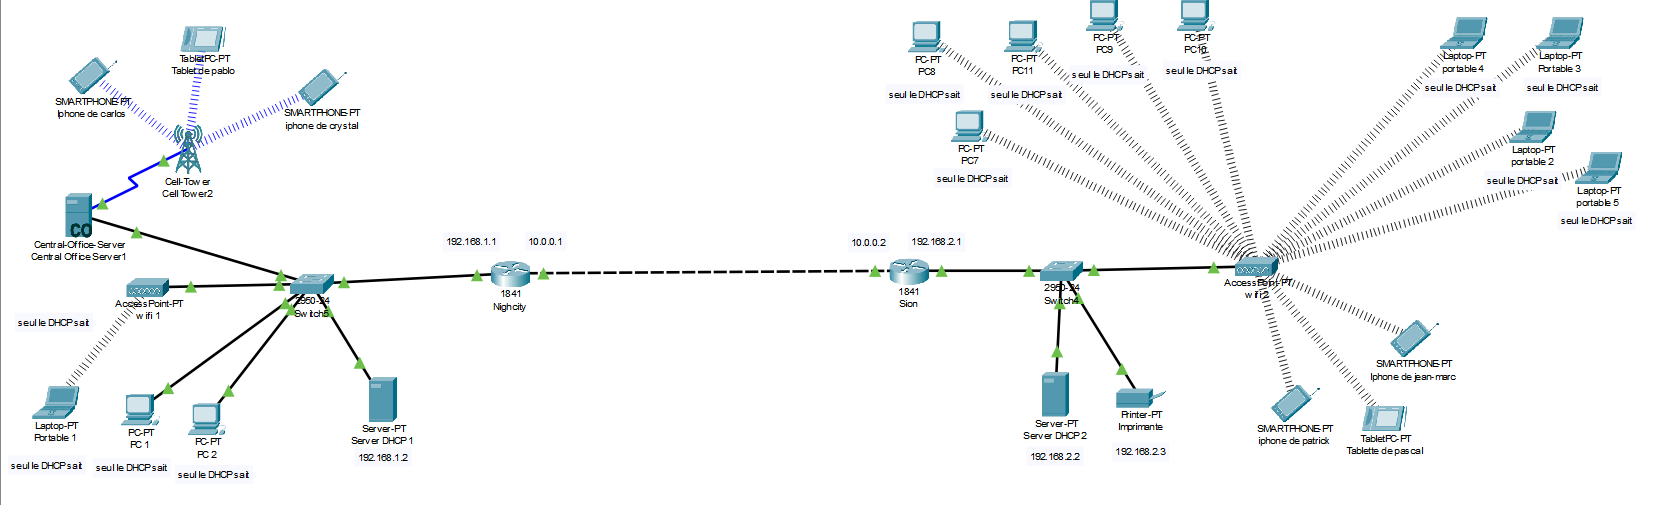 TabletPC-PT
Tablet de pablo
SMARTPHONE-PT
Iphone de carlos
SMARTPHONE-PT
iphone de crystal
Cell-Tower
Cell Tower2
CO
Central-Office-Server
Central Office Server1
AccessPoint-PT
wifi 1
seul le DHCP sait
2950-24
Switch5
192.168.1.1
10.0.0.1
1841
Nighcity
Laptop-PT
Portable 1
seul le DHCP sait
PC-PT
PC 1
seul le DHCP sait
PC-PT
PC 2
seul le DHCP sait
Server-PT
Server DHCP 1
192.168.1.2
10.0.0.2
192.168.2.1
1841
Sion
2950-24
Switch4
Server-PT
Server DHCP 2
192.168.2.2
Printer-PT
Imprimante
192.168.2.3
PC-PT
PC8
seul le DHCP sait
PC-PT
PC11
seul le DHCP sait
PC-PT
PC9
seul le DHCP sait
PC-PT
PC10
seul le DHCP sait
PC-PT
PC7
seul le DHCP sait
Laptop-PT
portable 4
seul le DHCP sait
Laptop-PT
Portable 3
seul le DHCP sait
Laptop-PT
portable 2
seul le DHCP sait
Laptop-PT
portable 5
seul le DHCP sait
AccessPoint-PT
wifi 2
SMARTPHONE-PT
Iphone de jean-marc
SMARTPHONE-PT
iphone de patrick
TabletPC-PT
Tablette de pascal